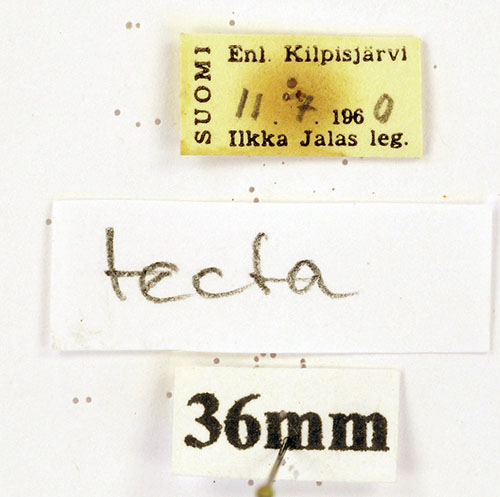 SUOMI
Enl. Kilpisjärvi
11. 7. 1960
Ilkka Jalas leg.
tecta
36mm